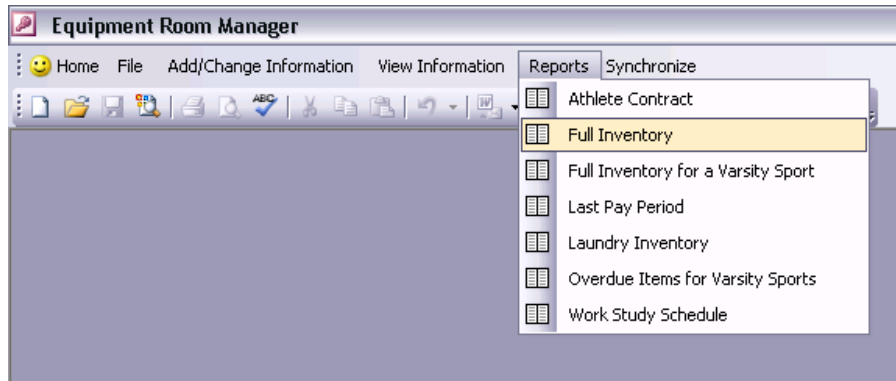 Equipment Room Manager
Home File Add/Change Information View Information Reports Synchronize
ABC W
Athlete Contract
Full Inventory
Full Inventory for a Varsity Sport
Last Pay Period
Laundry Inventory
Overdue Items for Varsity Sports
Work Study Schedule